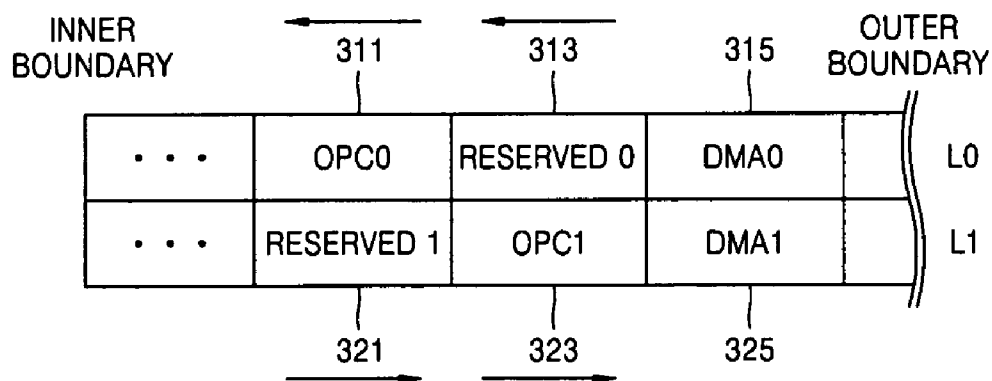 INNER
BOUNDARY
311
313
315
OUTER
BOUNDARY
• • •
OPC0
RESERVED 0
DMA0
L0
• • •
RESERVED 1
OPC1
DMA1
L1
321
323
325